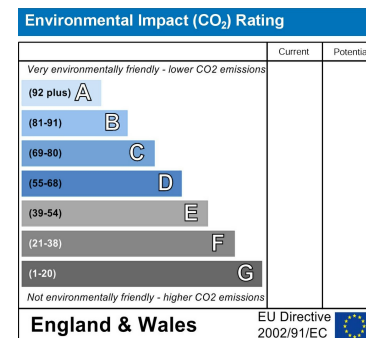 Environmental Impact (CO₂) Rating
Current Potentia
Very environmentally friendly - lower CO2 emissions
(92 plus) A
(81-91) B
(69-80) C
(55-68) D
(39-54) E
(21-38) F
(1-20) G
Not environmentally friendly - higher CO2 emissions
England & Wales
EU Directive
2002/91/EC